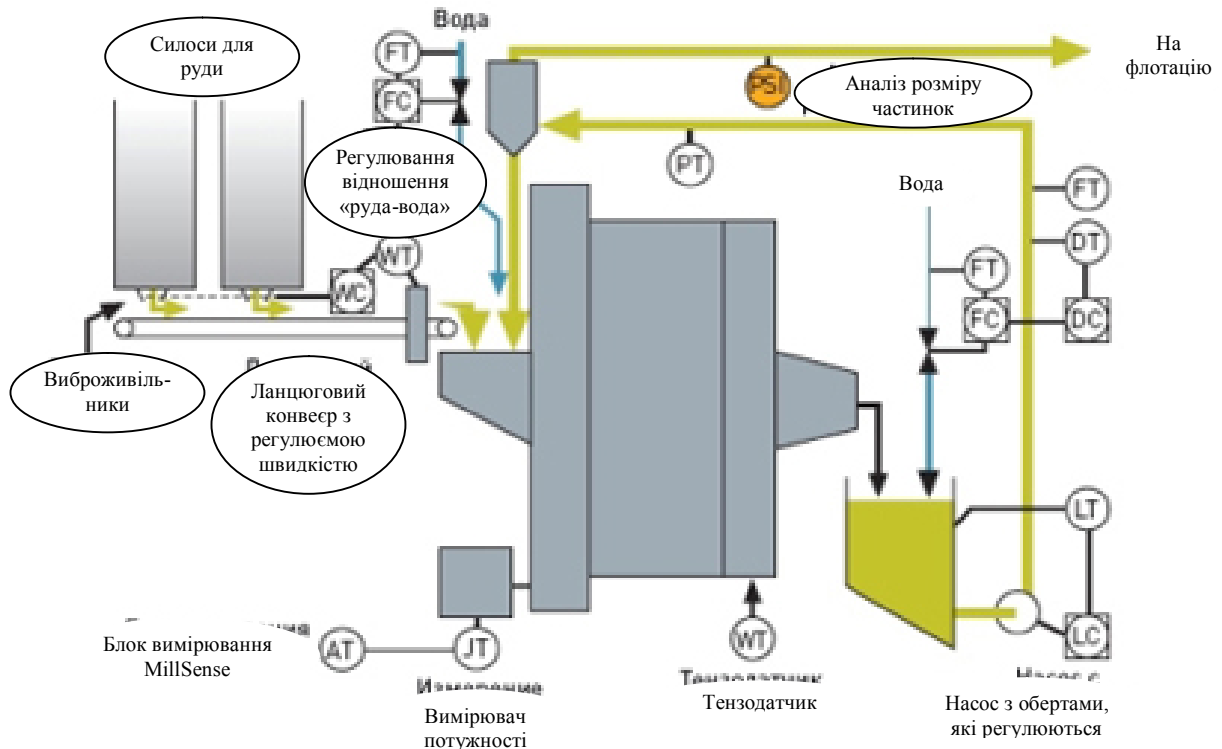 Вода
Силоси для
руди
FT
FC
На
флотацію
PSI
Аналіз розміру
частинок
Регулювання
відношення
«руда-вода»
PT
Вода
FT
DT
FT
WT
WC
FC
DC
Виброживіль-
ники
Ланцюговий
конвеєр з
регулюємой
швидкістю
LT
Блок вимірювання
MillSense
AT
JT
WT
LC
Тензодатчик
Вимірювач
потужності
Насос з обертами,
які регулюються